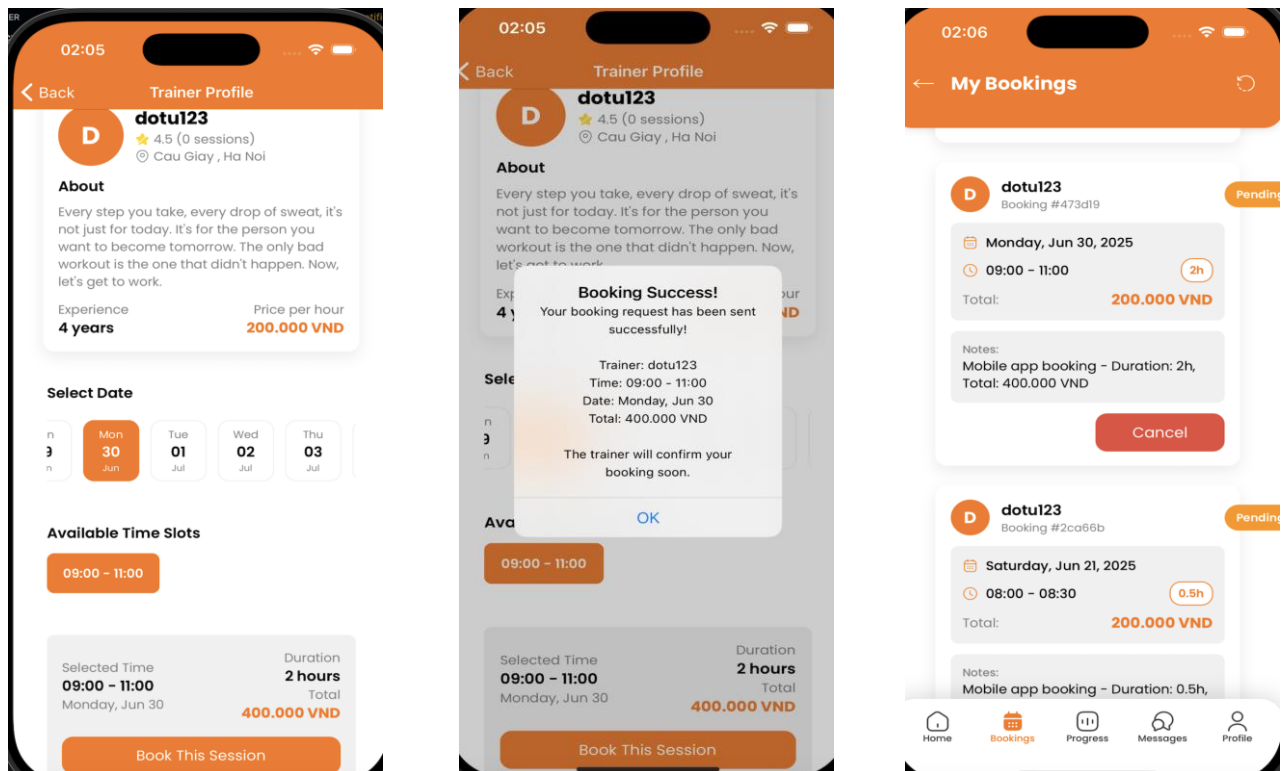 ER
02:05
Back
Trainer Profile
D
dotu123
4.5 (0 sessions)
Cau Giay , Ha Noi
About
Every step you take, every drop of sweat, it's
not just for today. It's for the person you
want to become tomorrow. The only bad
workout is the one that didn't happen. Now,
let's get to work.
Experience
Price per hour
4 years
200.000 VND
Select Date
Mon
Tue
Wed
Thu
30
01
02
03
Jun
Jul
Jul
Jul
Available Time Slots
09:00 - 11:00
Selected Time
Duration
09:00 - 11:00
2 hours
Monday, Jun 30
Total
400.000 VND
Book This Session
02:05
Back
Trainer Profile
D
dotu123
4.5 (0 sessions)
Cau Giay , Ha Noi
About
Every step you take, every drop of sweat, it's
not just for today. It's for the person you
want to become tomorrow. The only bad
workout is the one that didn't happen. Now,
let's get to work.
Booking Success!
Your booking request has been sent
successfully!
Trainer: dotu123
Time: 09:00 - 11:00
Date: Monday, Jun 30
Total: 400.000 VND
The trainer will confirm your
booking soon.
OK
09:00 - 11:00
Selected Time
Duration
09:00 - 11:00
2 hours
Monday, Jun 30
Total
400.000 VND
Book This Session
02:06
My Bookings
D
dotu123
Pending
Booking #473d19
Monday, Jun 30, 2025
09:00 - 11:00
2h
Total:
200.000 VND
Notes:
Mobile app booking - Duration: 2h,
Total: 400.000 VND
Cancel
D
dotu123
Pending
Booking #2ca66b
Saturday, Jun 21, 2025
08:00 - 08:30
0.5h
Total:
200.000 VND
Notes:
Mobile app booking - Duration: 0.5h,
Home
Bookings
Progress
Messages
Profile